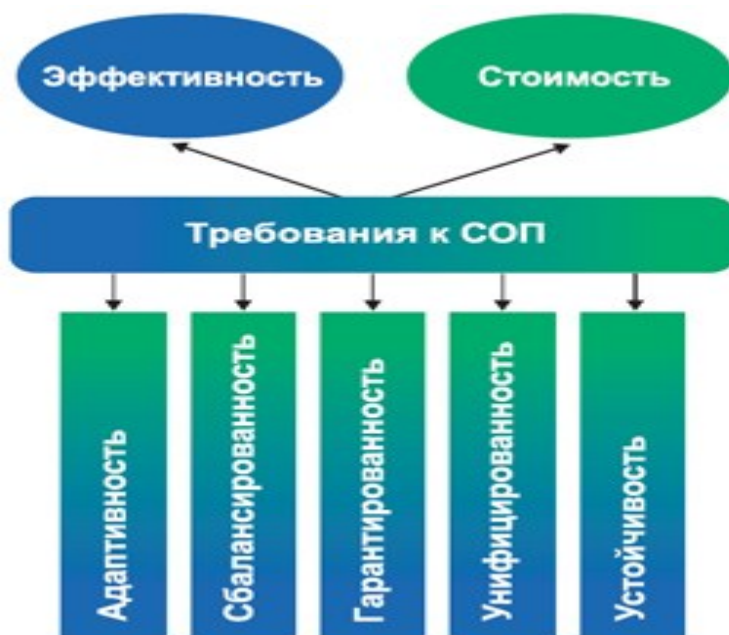 Эффективность
Стоимость
Требования к СОП
Адаптивность
Сбалансированность
Гарантированность
Унифицированность
Устойчивость